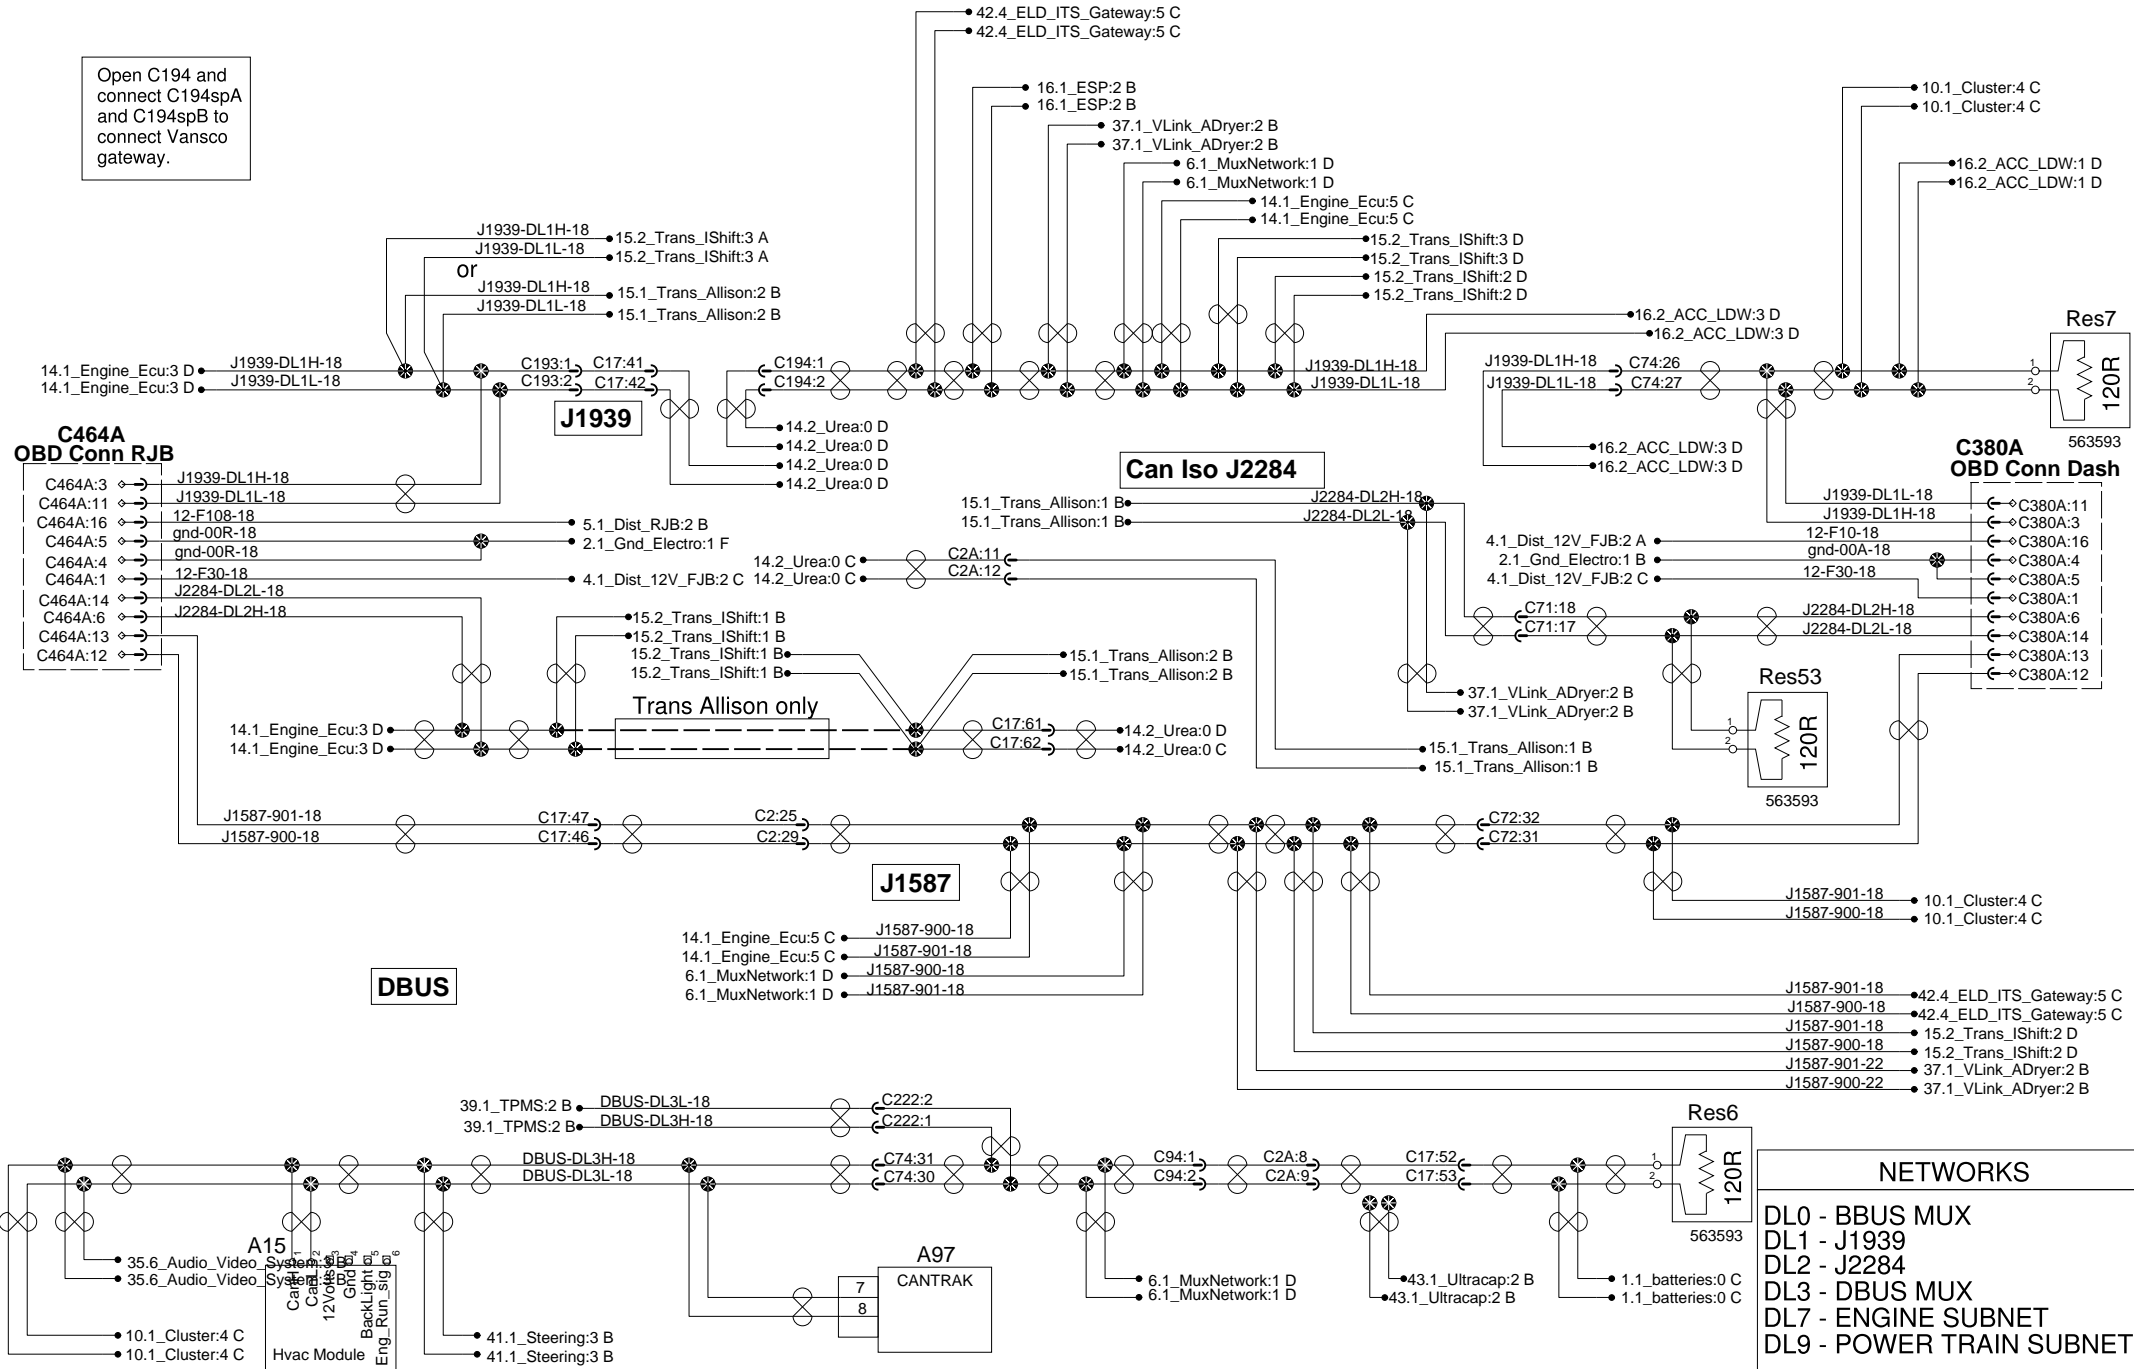 42.4_ELD_ITS_Gateway:5 C
42.4_ELD_ITS_Gateway:5 C
Open C194 and
connect C194spA
and C194spB to
connect Vansco
gateway.
16.1_ESP:2 B
16.1_ESP:2 B
37.1_VLink_ADryer:2 B
37.1_VLink_ADryer:2 B
6.1_MuxNetwork:1 D
6.1_MuxNetwork:1 D
14.1_Engine_Ecu:5 C
14.1_Engine_Ecu:5 C
15.2_Trans_IShift:3 D
15.2_Trans_IShift:3 D
15.2_Trans_IShift:2 D
15.2_Trans_IShift:2 D
10.1_Cluster:4 C
10.1_Cluster:4 C
16.2_ACC_LDW:1 D
16.2_ACC_LDW:1 D
J1939-DL1H-18 15.2_Trans_IShift:3 A
J1939-DL1L-18 15.2_Trans_IShift:3 A
or
J1939-DL1H-18 15.1_Trans_Allison:2 B
J1939-DL1L-18 15.1_Trans_Allison:2 B
16.2_ACC_LDW:3 D
16.2_ACC_LDW:3 D
14.1_Engine_Ecu:3 D J1939-DL1H-18 C193:1 C17:41 C194:1 J1939-DL1H-18
14.1_Engine_Ecu:3 D J1939-DL1L-18 C193:2 C17:42 C194:2 J1939-DL1L-18
J1939-DL1H-18 C74:26
J1939-DL1L-18 C74:27
Res7
1
2
120R
563593
J1939
14.2_Urea:0 D
14.2_Urea:0 D
14.2_Urea:0 D
14.2_Urea:0 D
16.2_ACC_LDW:3 D
16.2_ACC_LDW:3 D
C464A
OBD Conn RJB
C464A:3 J1939-DL1H-18
C464A:11 J1939-DL1L-18
C464A:16 12-F108-18 5.1_Dist_RJB:2 B
C464A:5 gnd-00R-18 2.1_Gnd_Electro:1 F
C464A:4 gnd-00R-18
C464A:1 12-F30-18 4.1_Dist_12V_FJB:2 C
C464A:14 J2284-DL2L-18
C464A:6 J2284-DL2H-18
C464A:13
C464A:12
Can Iso J2284
15.1_Trans_Allison:1 B J2284-DL2H-18
15.1_Trans_Allison:1 B J2284-DL2L-18
14.2_Urea:0 C C2A:11
14.2_Urea:0 C C2A:12
C380A
OBD Conn Dash
J1939-DL1L-18 C380A:11
J1939-DL1H-18 C380A:3
4.1_Dist_12V_FJB:2 A 12-F10-18 C380A:16
2.1_Gnd_Electro:1 B gnd-00A-18 C380A:4
4.1_Dist_12V_FJB:2 C 12-F30-18 C380A:5
C380A:1
C71:18 J2284-DL2H-18 C380A:6
C71:17 J2284-DL2L-18 C380A:14
C380A:13
C380A:12
15.2_Trans_IShift:1 B
15.2_Trans_IShift:1 B
15.2_Trans_IShift:1 B 15.1_Trans_Allison:2 B
15.2_Trans_IShift:1 B 15.1_Trans_Allison:2 B
Trans Allison only
14.1_Engine_Ecu:3 D C17:61 14.2_Urea:0 D
14.1_Engine_Ecu:3 D C17:62 14.2_Urea:0 C
37.1_VLink_ADryer:2 B
37.1_VLink_ADryer:2 B
15.1_Trans_Allison:1 B
15.1_Trans_Allison:1 B
Res53
1
2
120R
563593
J1587-901-18 C17:47 C2:25 C72:32
J1587-900-18 C17:46 C2:29 C72:31
J1587
J1587-901-18 10.1_Cluster:4 C
J1587-900-18 10.1_Cluster:4 C
14.1_Engine_Ecu:5 C J1587-900-18
14.1_Engine_Ecu:5 C J1587-901-18
6.1_MuxNetwork:1 D J1587-900-18
6.1_MuxNetwork:1 D J1587-901-18
J1587-901-18 42.4_ELD_ITS_Gateway:5 C
J1587-900-18 42.4_ELD_ITS_Gateway:5 C
J1587-901-18 15.2_Trans_IShift:2 D
J1587-900-18 15.2_Trans_IShift:2 D
J1587-901-22 37.1_VLink_ADryer:2 B
J1587-900-22 37.1_VLink_ADryer:2 B
DBUS
39.1_TPMS:2 B DBUS-DL3L-18 C222:2
39.1_TPMS:2 B DBUS-DL3H-18 C222:1
DBUS-DL3H-18 C74:31 C94:1 C2A:8 C17:52
DBUS-DL3L-18 C74:30 C94:2 C2A:9 C17:53
Res6
1
2
120R
563593
35.6_Audio_Video_System:3 B
35.6_Audio_Video_System:3 B
10.1_Cluster:4 C
10.1_Cluster:4 C
A15
CanH 1
CanL 2
12Volts 3
Gnd 4
BackLight 5
Eng_Run_sig 6
Hvac Module
41.1_Steering:3 B
41.1_Steering:3 B
A97
CANTRAK
7
8
6.1_MuxNetwork:1 D
6.1_MuxNetwork:1 D
43.1_Ultracap:2 B
43.1_Ultracap:2 B
1.1_batteries:0 C
1.1_batteries:0 C
NETWORKS
DL0 - BBUS MUX
DL1 - J1939
DL2 - J2284
DL3 - DBUS MUX
DL7 - ENGINE SUBNET
DL9 - POWER TRAIN SUBNET